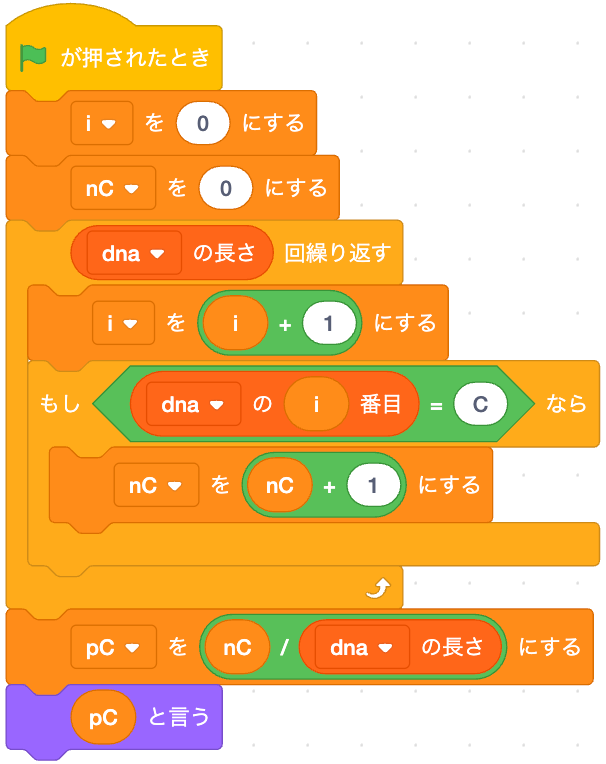 が押されたとき
i を 0 にする
nC を 0 にする
dna の長さ 回繰り返す
i を i + 1 にする
もし dna の i 番目 = C なら
nC を nC + 1 にする
pC を nC / dna の長さ にする
pC と言う